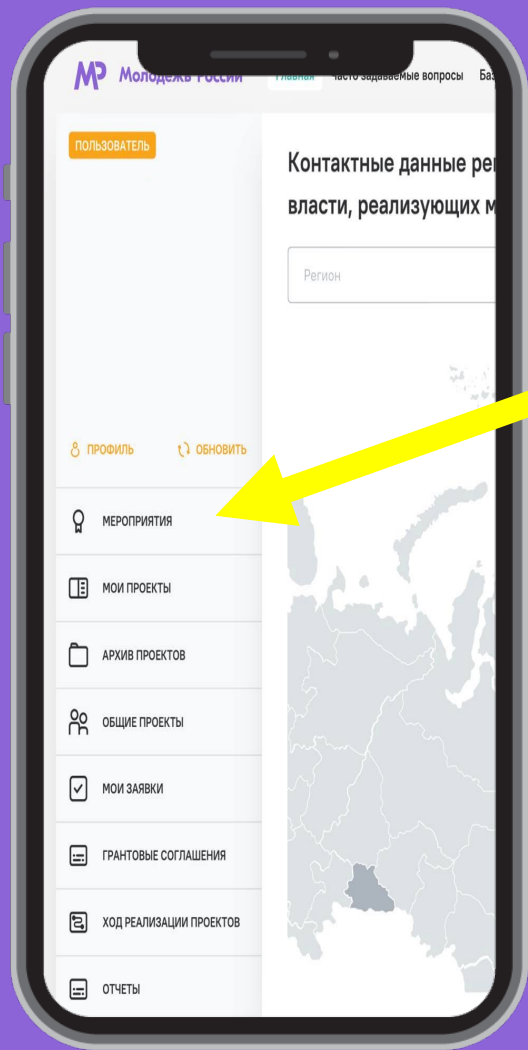 МР Молодежь России Главная Часто задаваемые вопросы
ПОЛЬЗОВАТЕЛЬ
Контактные данные
власти, реализующих
Регион
ПРОФИЛЬ ОБНОВИТЬ
МЕРОПРИЯТИЯ
МОИ ПРОЕКТЫ
АРХИВ ПРОЕКТОВ
ОБЩИЕ ПРОЕКТЫ
МОИ ЗАЯВКИ
ГРАНТОВЫЕ СОГЛАШЕНИЯ
ХОД РЕАЛИЗАЦИИ ПРОЕКТОВ
ОТЧЕТЫ